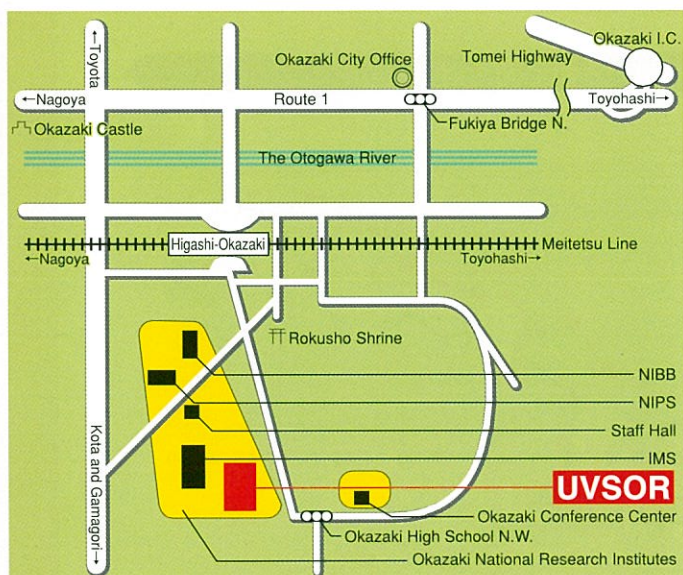 Okazaki I.C.
←Toyota
Okazaki City Office
Tomei Highway
←Nagoya
Route 1
Toyohashi→
Okazaki Castle
Fukiya Bridge N.
The Otogawa River
Higashi-Okazaki
Meitetsu Line
←Nagoya
Toyohashi→
Rokusho Shrine
NIBB
NIPS
Staff Hall
IMS
UVSOR
Kota and Gamagori→
Okazaki Conference Center
Okazaki High School N.W.
Okazaki National Research Institutes